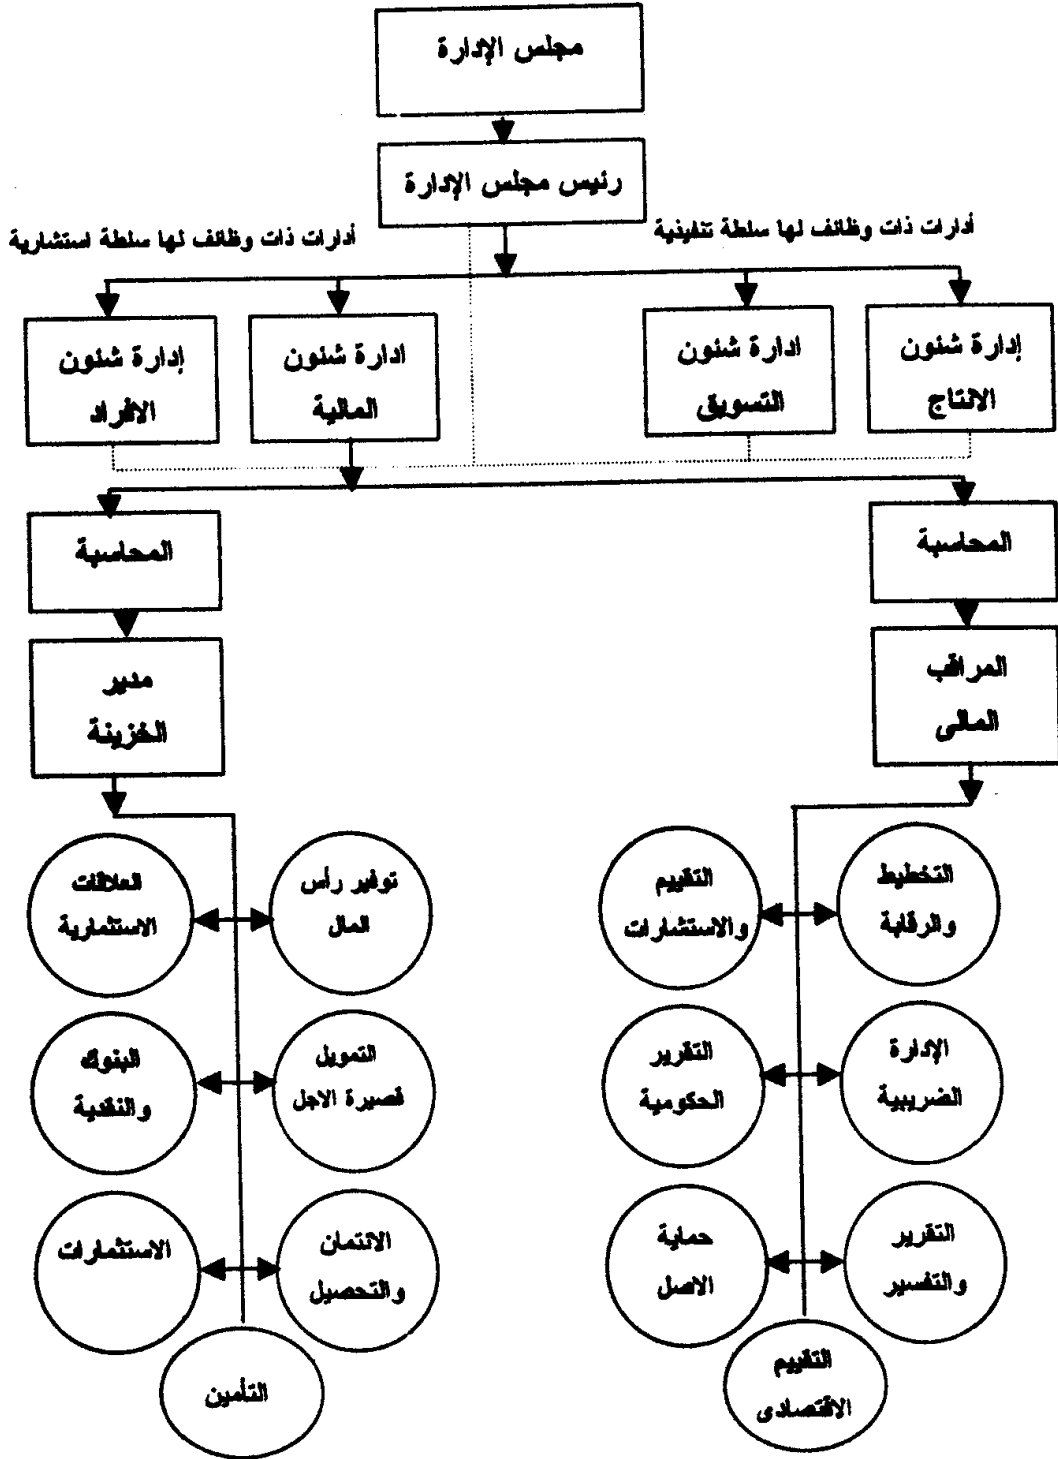 مجلس الإدارة
رئيس مجلس الإدارة
أدارات ذات وظائف لها سلطة تنفيذية
أدارات ذات وظائف لها سلطة استشارية
إدارة شئون
الانتاج
ادارة شئون
التسويق
ادارة شئون
المالية
إدارة شئون
الافراد
المحاسبة
المحاسبة
المراقب
المالى
مدير
الخزينة
التخطيط
والرقابة
التقييم
والاستشارات
توفير رأس
المال
العلاقات
الاستثمارية
الإدارة
الضريبية
التقرير
الحكومية
التمويل
قصيرة الاجل
البنوك
والنقدية
التقرير
والتفسير
حماية
الاصل
الائتمان
والتحصيل
الاستثمارات
التقييم
الاقتصادى
التأمين